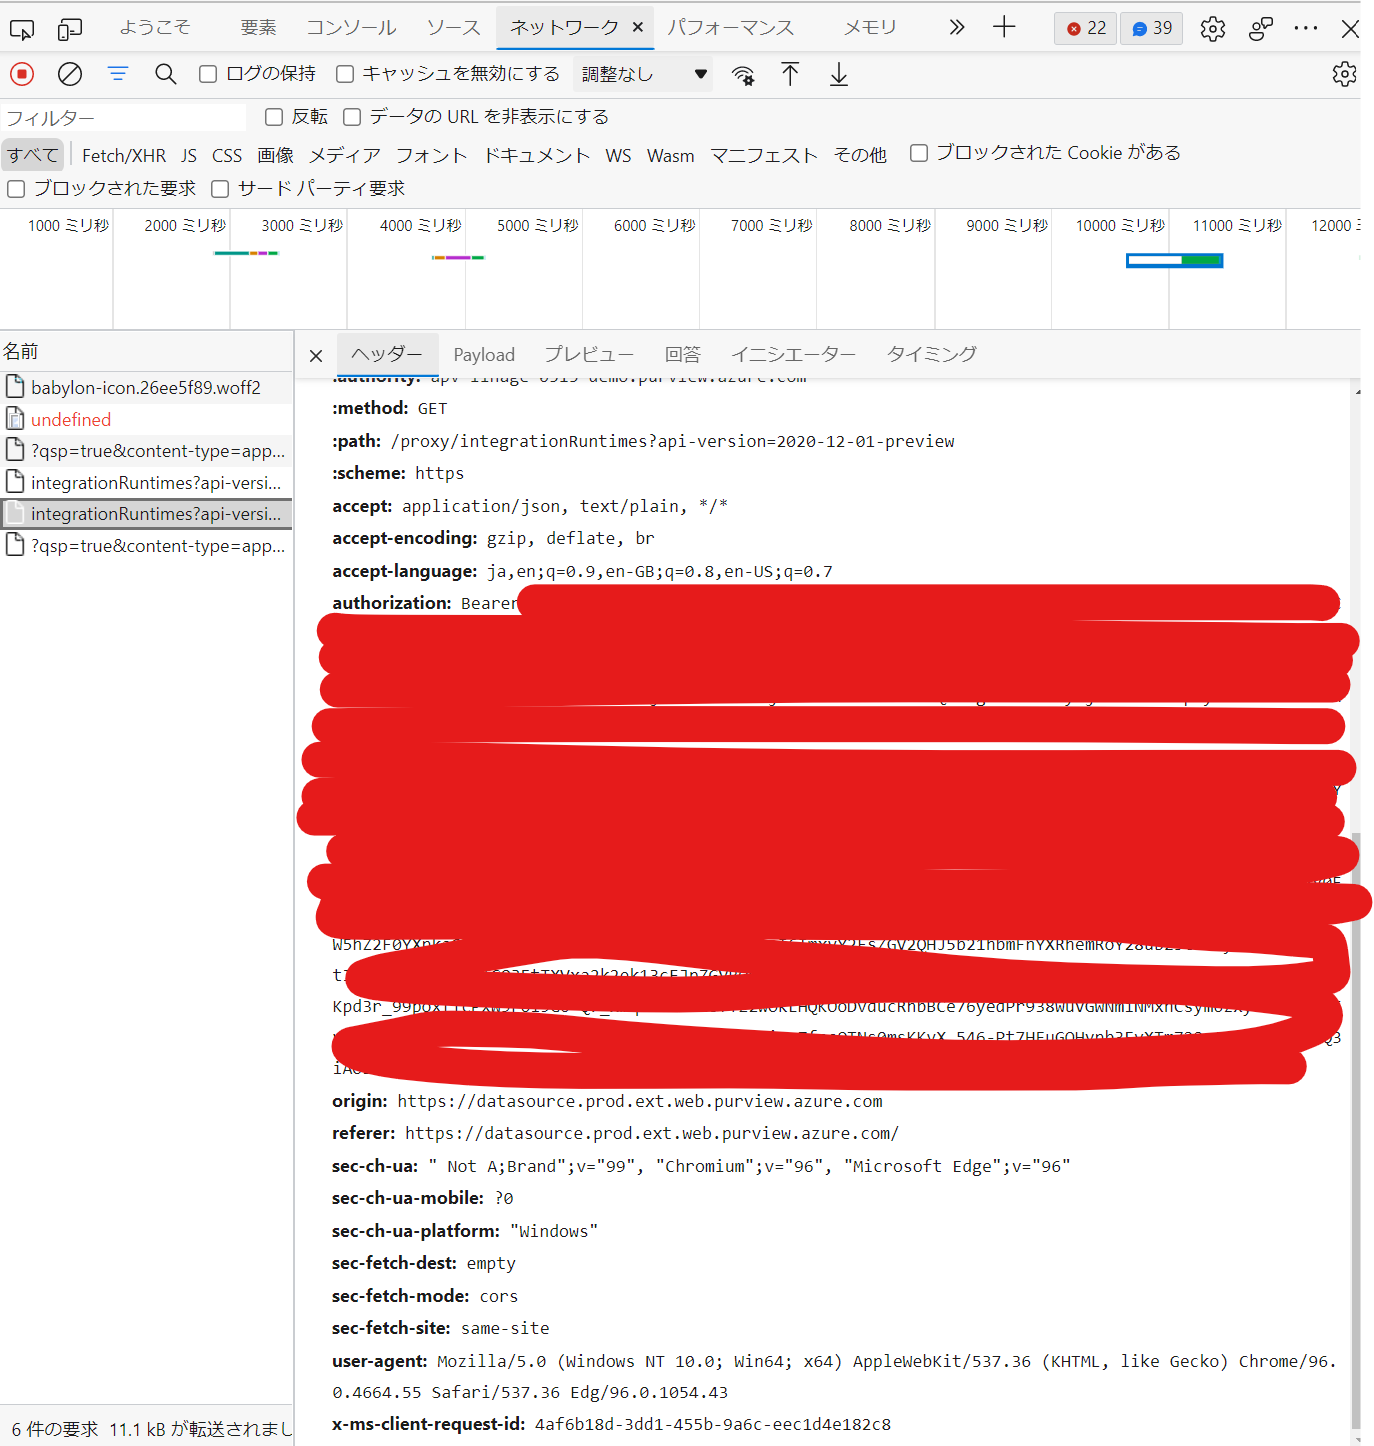 ようこそ 要素 コンソール ソース ネットワーク × パフォーマンス メモリ 22 39
ログの保持 キャッシュを無効にする 調整なし
フィルター 反転 データの URL を非表示にする
すべて Fetch/XHR JS CSS 画像 メディア フォント ドキュメント WS Wasm マニフェスト その他 ブロックされた Cookie がある
ブロックされた要求 サード パーティ要求
1000 ミリ秒 2000 ミリ秒 3000 ミリ秒 4000 ミリ秒 5000 ミリ秒 6000 ミリ秒 7000 ミリ秒 8000 ミリ秒 9000 ミリ秒 10000 ミリ秒 11000 ミリ秒 12000
名前
babylon-icon.26ee5f89.woff2
undefined
?qsp=true&content-type=app...
integrationRuntimes?api-versi...
integrationRuntimes?api-versi...
?qsp=true&content-type=app...
6 件の要求 11.1 kB が転送されまし
ヘッダー Payload プレビュー 回答 イニシエーター タイミング
:authority:
:method: GET
:path: /proxy/integrationRuntimes?api-version=2020-12-01-preview
:scheme: https
accept: application/json, text/plain, */*
accept-encoding: gzip, deflate, br
accept-language: ja,en;q=0.9,en-GB;q=0.8,en-US;q=0.7
authorization: Bearer
origin: https://datasource.prod.ext.web.purview.azure.com
referer: https://datasource.prod.ext.web.purview.azure.com/
sec-ch-ua: " Not A;Brand";v="99", "Chromium";v="96", "Microsoft Edge";v="96"
sec-ch-ua-mobile: ?0
sec-ch-ua-platform: "Windows"
sec-fetch-dest: empty
sec-fetch-mode: cors
sec-fetch-site: same-site
user-agent: Mozilla/5.0 (Windows NT 10.0; Win64; x64) AppleWebKit/537.36 (KHTML, like Gecko) Chrome/96.
0.4664.55 Safari/537.36 Edg/96.0.1054.43
x-ms-client-request-id: 4af6b18d-3dd1-455b-9a6c-eec1d4e182c8